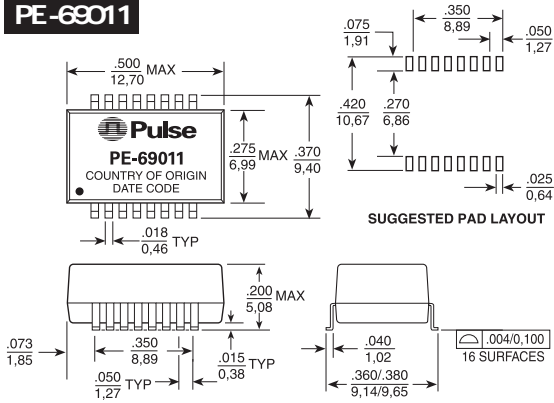 PE-69011
.500
12,70
MAX
Pulse
PE-69011
COUNTRY OF ORIGIN
DATE CODE
.275
6,99
MAX
.370
9,40
.018
0,46
TYP
.350
8,89
.075
1,91
.050
1,27
.420
10,67
.270
6,86
.025
0,64
SUGGESTED PAD LAYOUT
.200
5,08
MAX
.073
1,85
.350
8,89
.015
0,38
TYP
.050
1,27
TYP
.040
1,02
.360/.380
9,14/9,65
.004/0,100
16 SURFACES